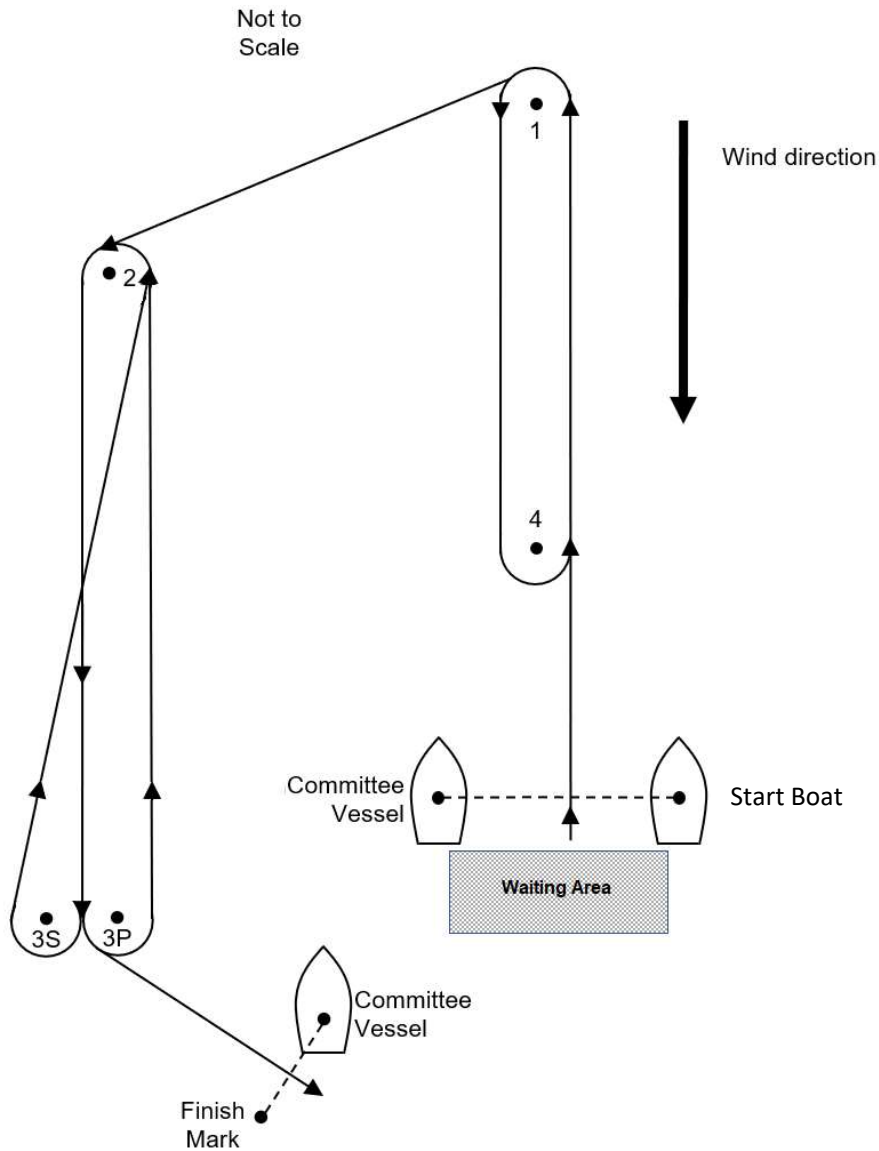 Not to
Scale
1
Wind direction
2
4
Committee
Vessel
Start Boat
Waiting Area
3S
3P
Committee
Vessel
Finish
Mark